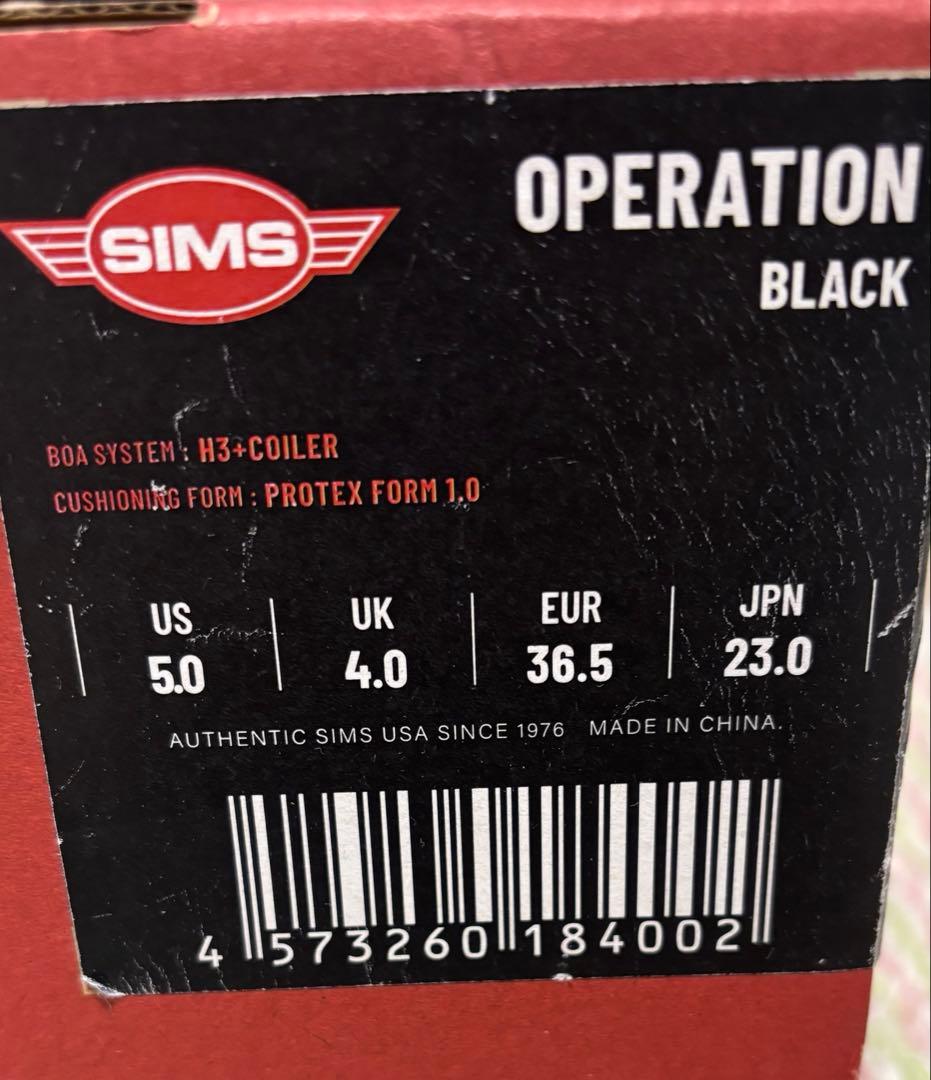 SIMS
OPERATION
BLACK
BOA SYSTEM : H3+COILER
CUSHIONING FORM : PROTEX FORM 1.0
US UK EUR JPN
5.0 4.0 36.5 23.0
AUTHENTIC SIMS USA SINCE 1976 MADE IN CHINA.
4 573260 184002